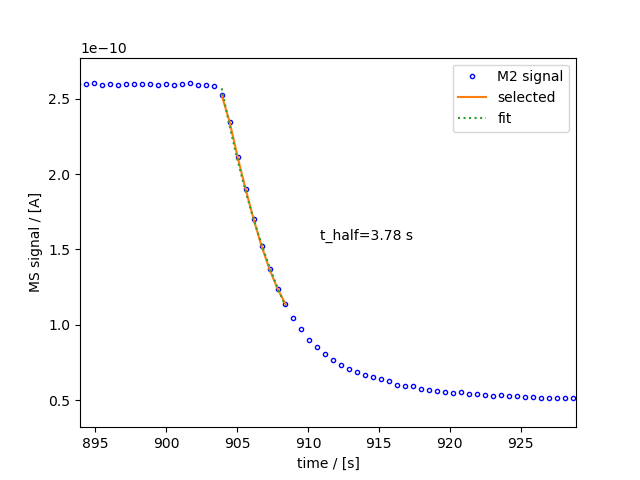 1e−10
M2 signal
selected
fit
2.5
2.0
MS signal / [A]
t_half=3.78 s
1.5
1.0
0.5
895 900 905 910 915 920 925
time / [s]